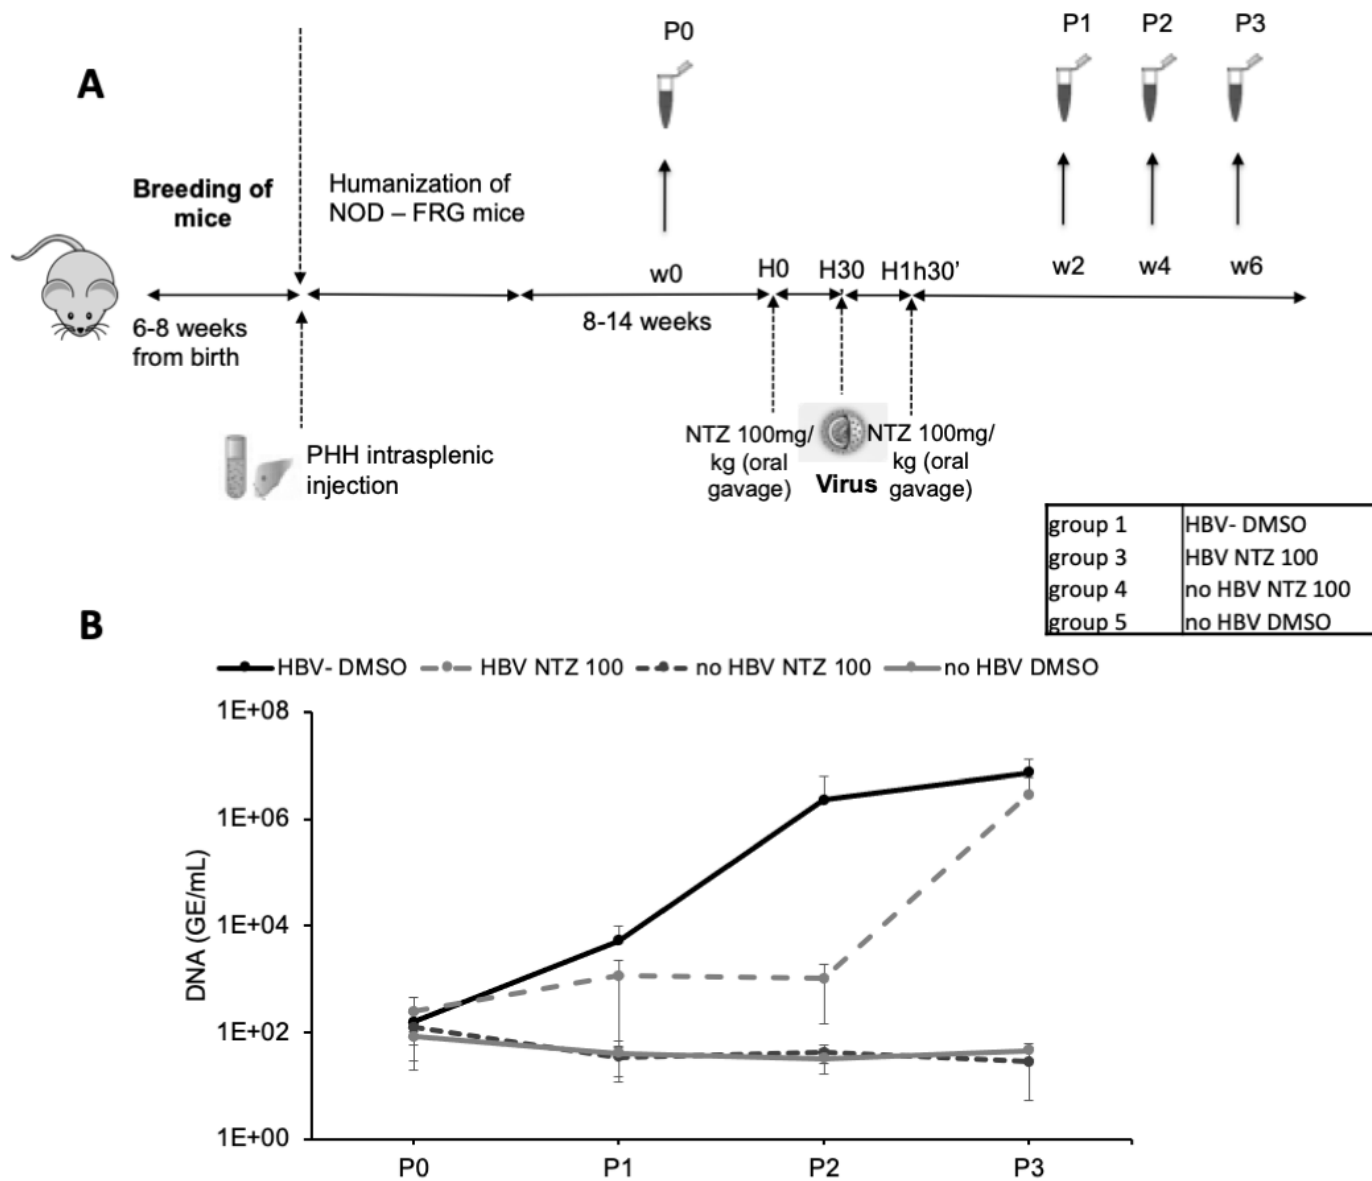 A
P0
P1
P2
P3
Breeding of
mice
Humanization of
NOD – FRG mice
w0
H0
H30
H1h30'
w2
w4
w6
6-8 weeks
from birth
8-14 weeks
PHH intrasplenic
injection
NTZ 100mg/
kg (oral
gavage)
Virus
NTZ 100mg/
kg (oral
gavage)
group 1 HBV- DMSO
group 3 HBV NTZ 100
group 4 no HBV NTZ 100
group 5 no HBV DMSO
B
HBV- DMSO HBV NTZ 100 no HBV NTZ 100 no HBV DMSO
1E+08
1E+06
1E+04
1E+02
1E+00
DNA (GE/mL)
P0 P1 P2 P3